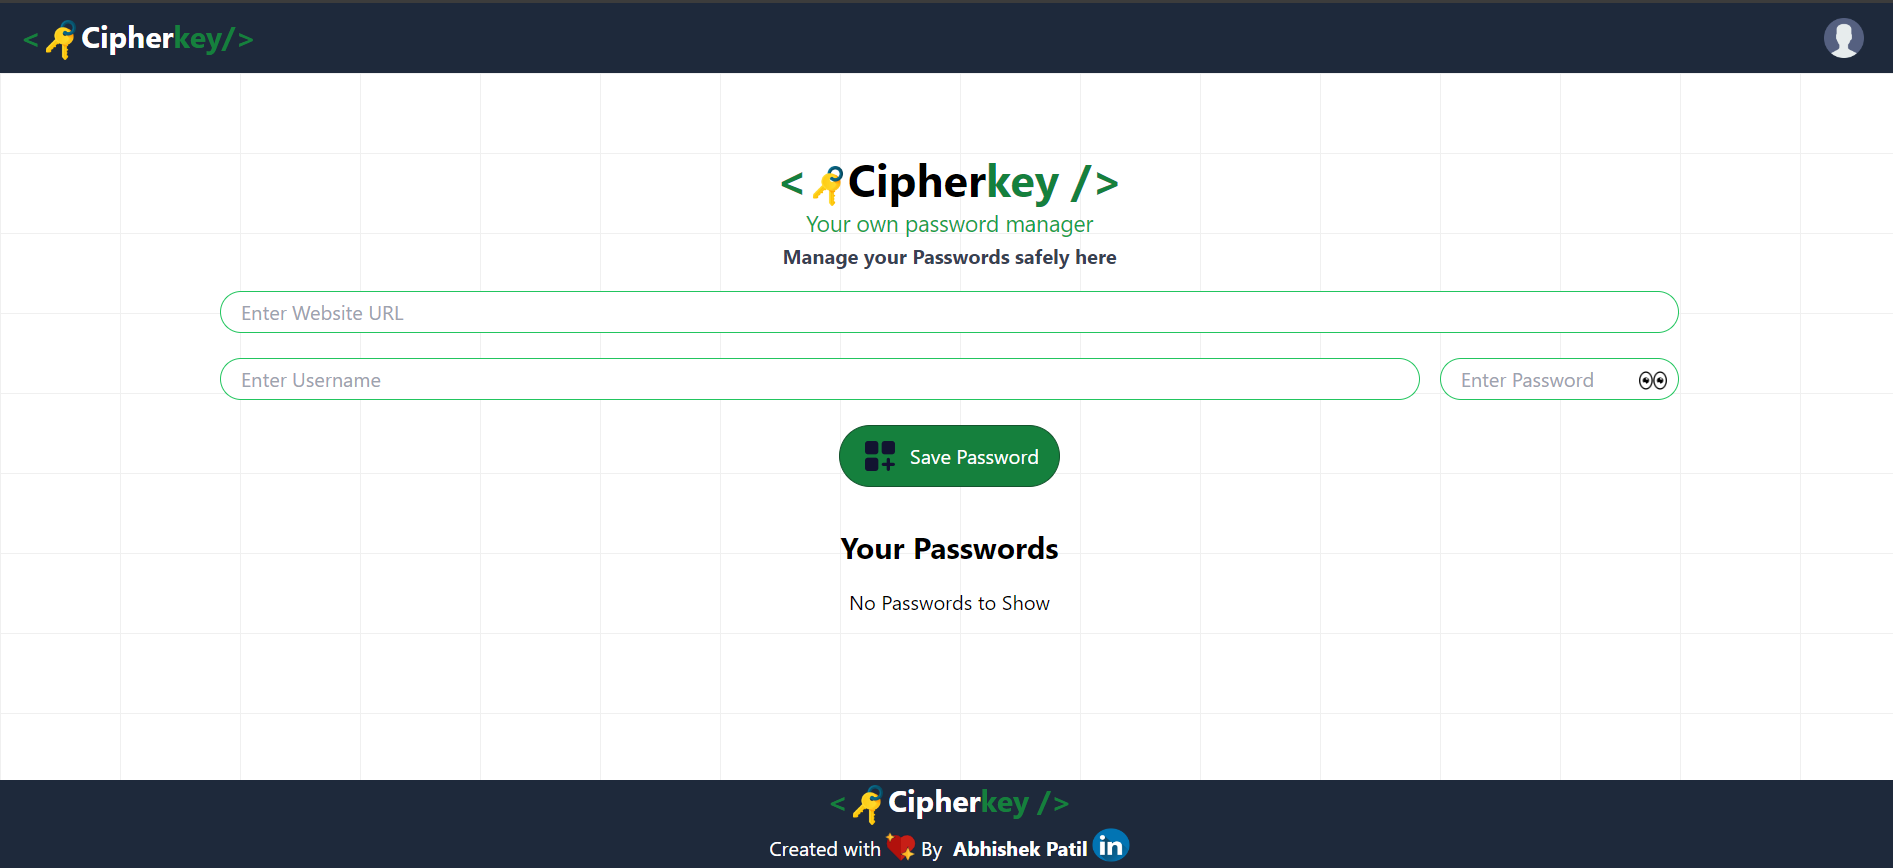 < Cipherkey/>
< Cipherkey />
Your own password manager
Manage your Passwords safely here
Enter Website URL
Enter Username
Enter Password
Save Password
Your Passwords
No Passwords to Show
< Cipherkey />
Created with By Abhishek Patil in